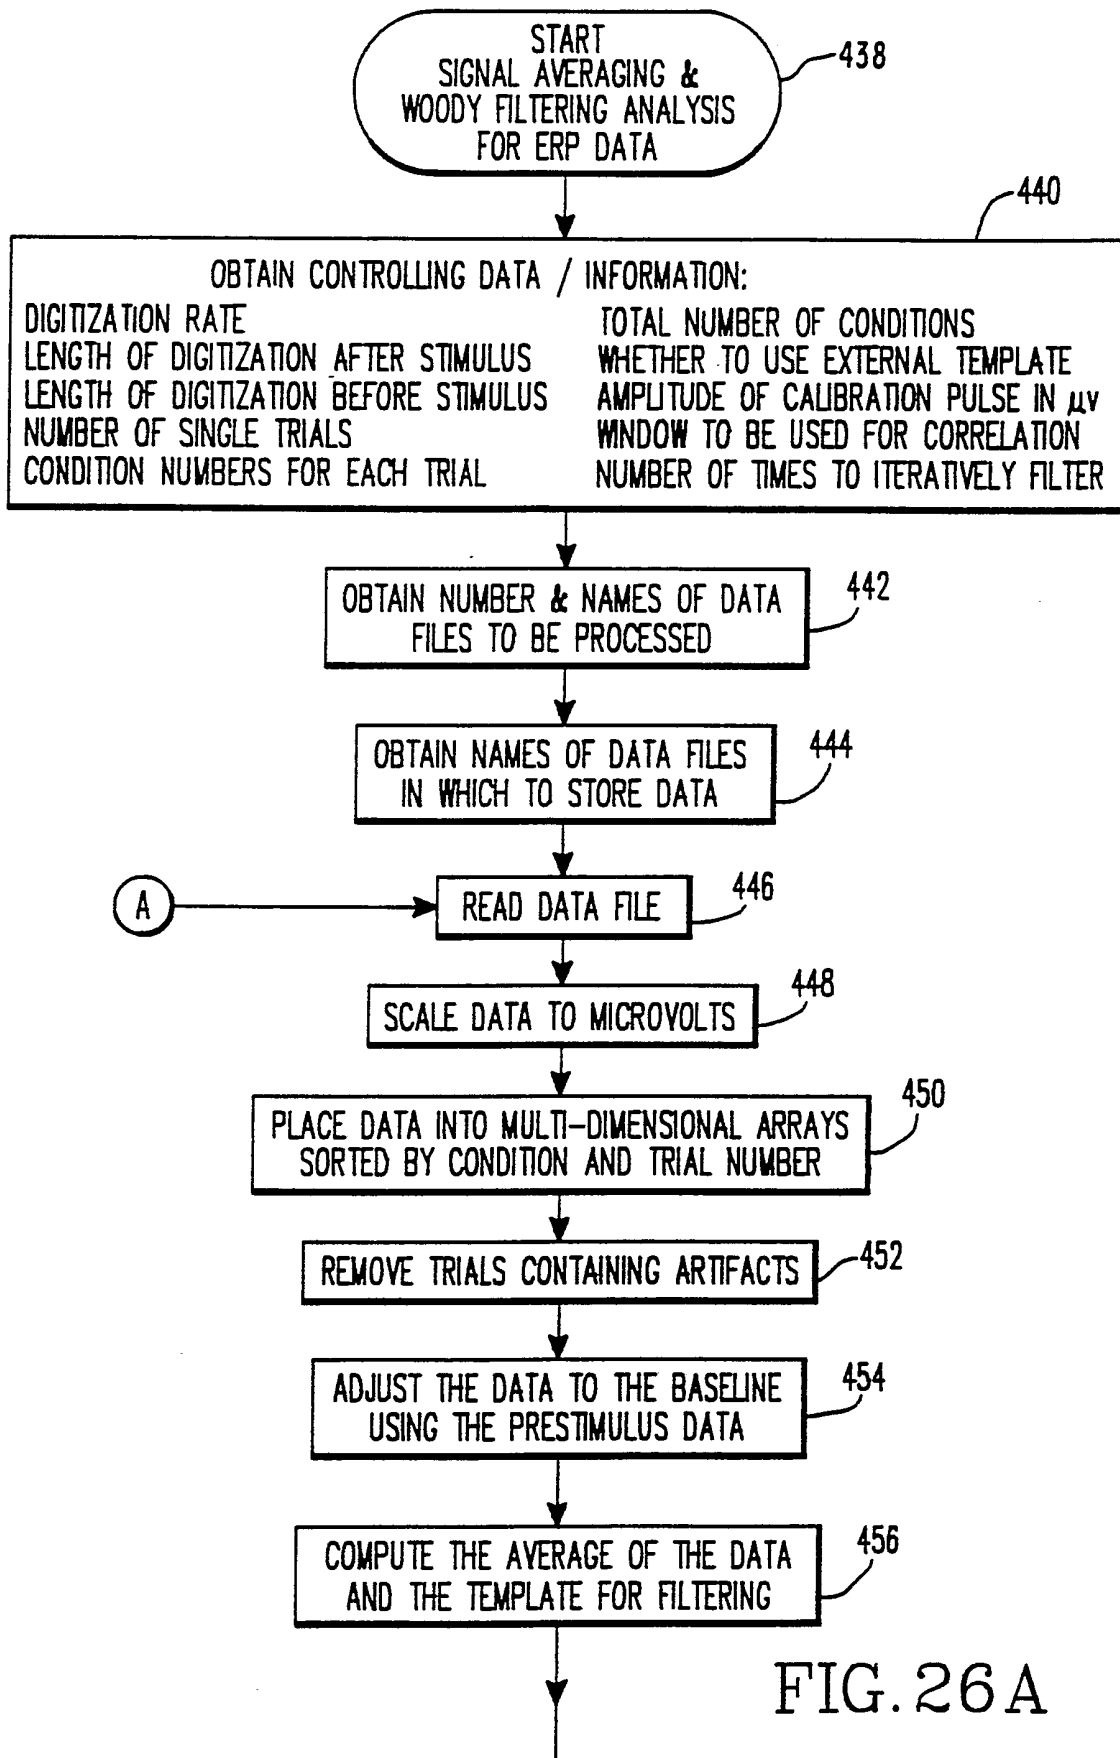 START
SIGNAL AVERAGING &
WOODY FILTERING ANALYSIS
FOR ERP DATA
438
440
OBTAIN CONTROLLING DATA / INFORMATION:
DIGITIZATION RATE
LENGTH OF DIGITIZATION AFTER STIMULUS
LENGTH OF DIGITIZATION BEFORE STIMULUS
NUMBER OF SINGLE TRIALS
CONDITION NUMBERS FOR EACH TRIAL
TOTAL NUMBER OF CONDITIONS
WHETHER TO USE EXTERNAL TEMPLATE
AMPLITUDE OF CALIBRATION PULSE IN μv
WINDOW TO BE USED FOR CORRELATION
NUMBER OF TIMES TO ITERATIVELY FILTER
OBTAIN NUMBER & NAMES OF DATA
FILES TO BE PROCESSED
442
OBTAIN NAMES OF DATA FILES
IN WHICH TO STORE DATA
444
A
READ DATA FILE
446
SCALE DATA TO MICROVOLTS
448
PLACE DATA INTO MULTI-DIMENSIONAL ARRAYS
SORTED BY CONDITION AND TRIAL NUMBER
450
REMOVE TRIALS CONTAINING ARTIFACTS
452
ADJUST THE DATA TO THE BASELINE
USING THE PRESTIMULUS DATA
454
COMPUTE THE AVERAGE OF THE DATA
AND THE TEMPLATE FOR FILTERING
456
FIG. 26A